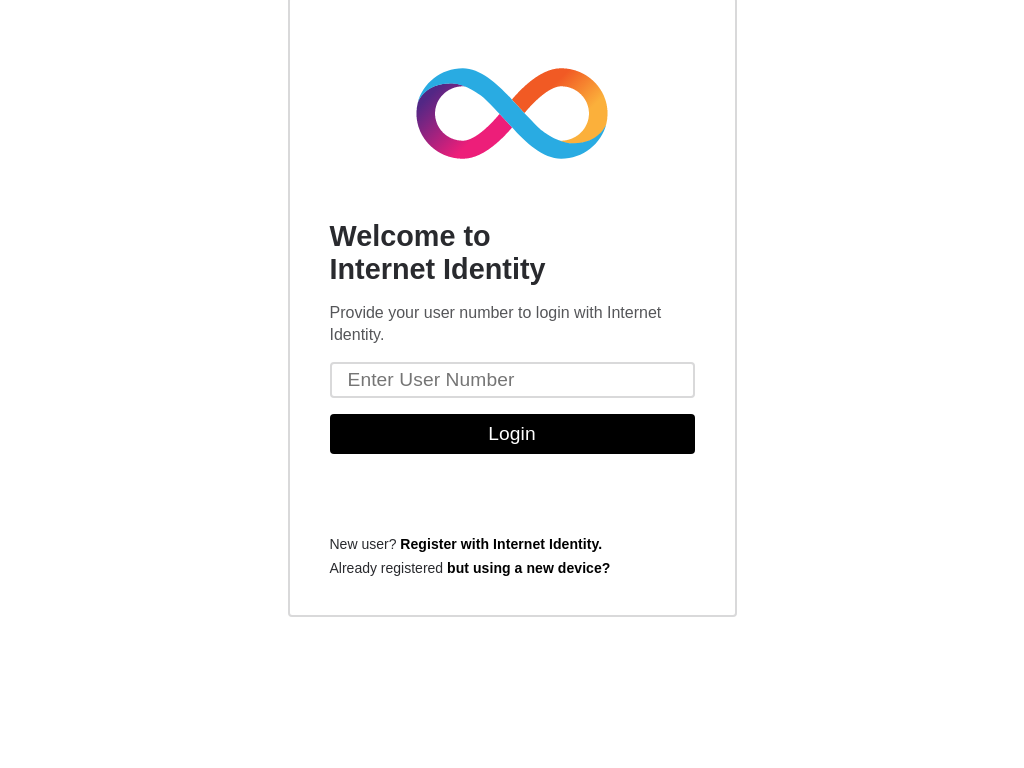 Welcome to
Internet Identity
Provide your user number to login with Internet
Identity.
Enter User Number
Login
New user? Register with Internet Identity.
Already registered but using a new device?